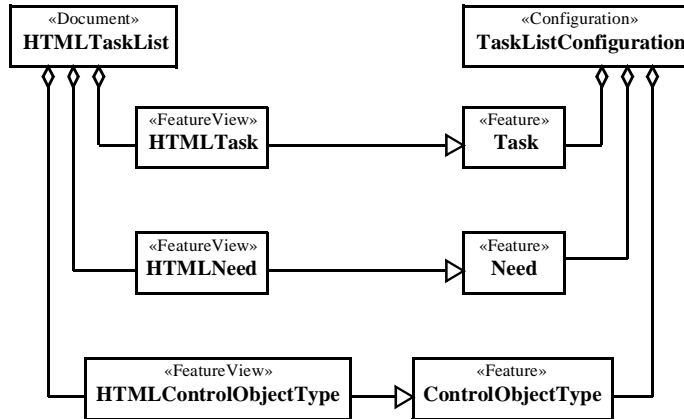 «Document»
HTMLTaskList
«Configuration»
TaskListConfiguration
«FeatureView»
HTMLTask
«Feature»
Task
«FeatureView»
HTMLNeed
«Feature»
Need
«FeatureView»
HTMLControlObjectType
«Feature»
ControlObjectType